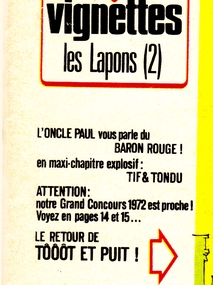 vignettes
les Lapons (2)
L'ONCLE PAUL vous parle du
BARON ROUGE !
en maxi-chapitre explosif :
TIF & TONDU
ATTENTION :
notre Grand Concours 1972 est proche !
Voyez en pages 14 et 15...
LE RETOUR DE
TÔÔÔT ET PUIT !